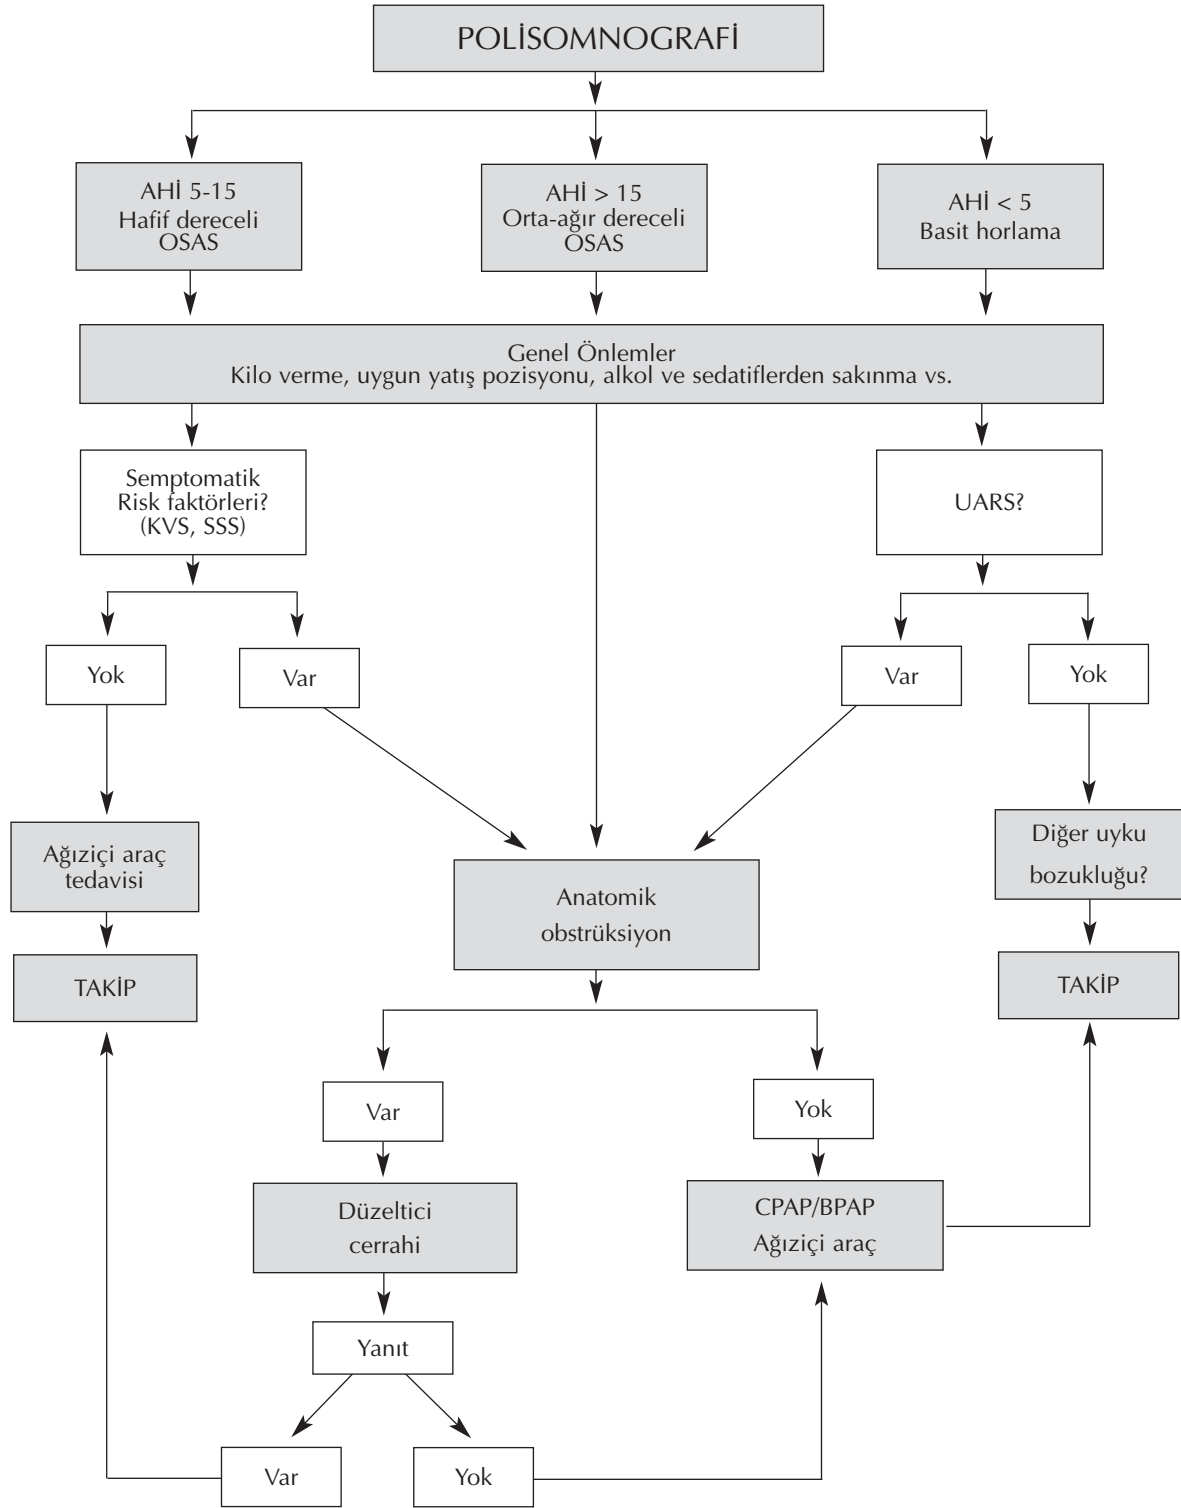 POLİSOMNOGRAFİ
AHİ 5-15
Hafif dereceli
OSAS
AHİ > 15
Orta-ağır dereceli
OSAS
AHİ < 5
Basit horlama
Genel Önlemler
Kilo verme, uygun yatış pozisyonu, alkol ve sedatiflerden sakınma vs.
Semptomatik
Risk faktörleri?
(KVS, SSS)
UARS?
Yok
Var
Var
Yok
Ağıziçi araç
tedavisi
Diğer uyku
bozukluğu?
Anatomik
obstrüksiyon
TAKİP
TAKİP
Var
Yok
Düzeltici
cerrahi
CPAP/BPAP
Ağıziçi araç
Yanıt
Var
Yok